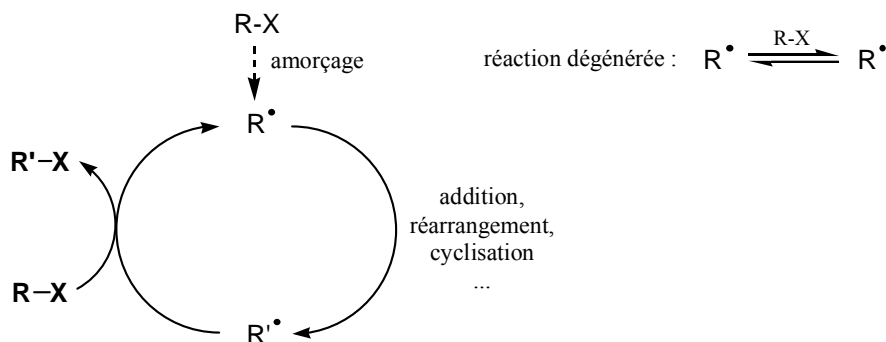 R-X
amorçage
réaction dégénérée : R• R-X R•
R•
R'–X
addition,
réarrangement,
cyclisation
...
R–X
R'•